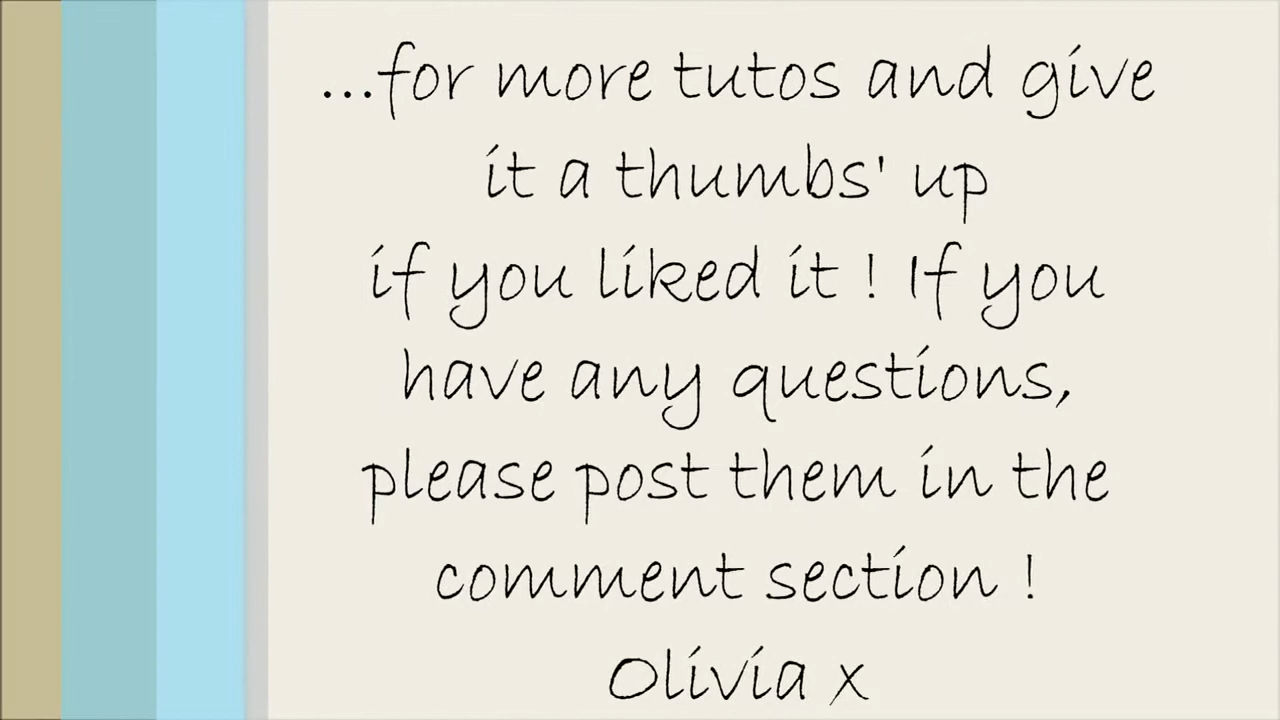 ...for more tutos and give
it a thumbs' up
if you liked it ! If you
have any questions,
please post them in the
comment section !
Olivia x